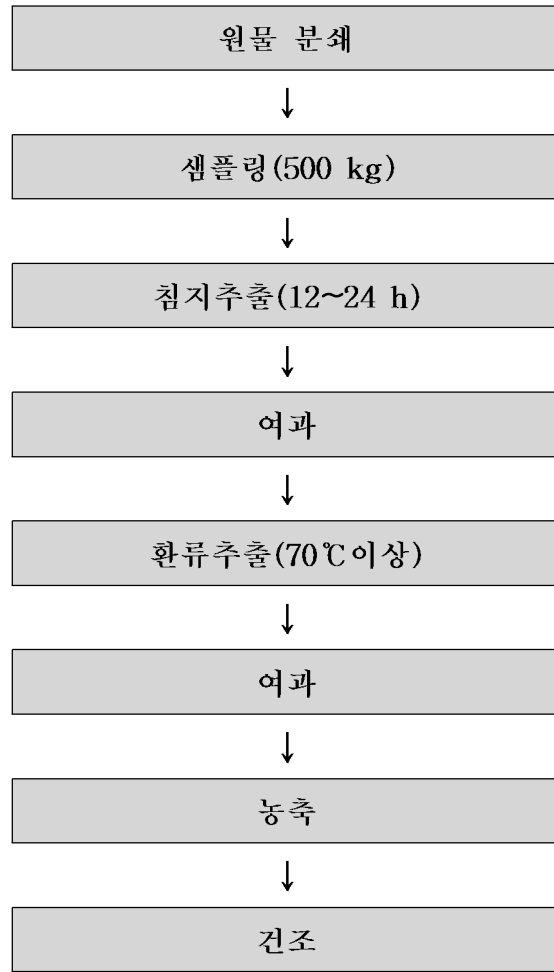 원물 분쇄
↓
샘플링(500 kg)
↓
침지추출(12~24 h)
↓
여과
↓
환류추출(70℃이상)
↓
여과
↓
농축
↓
건조